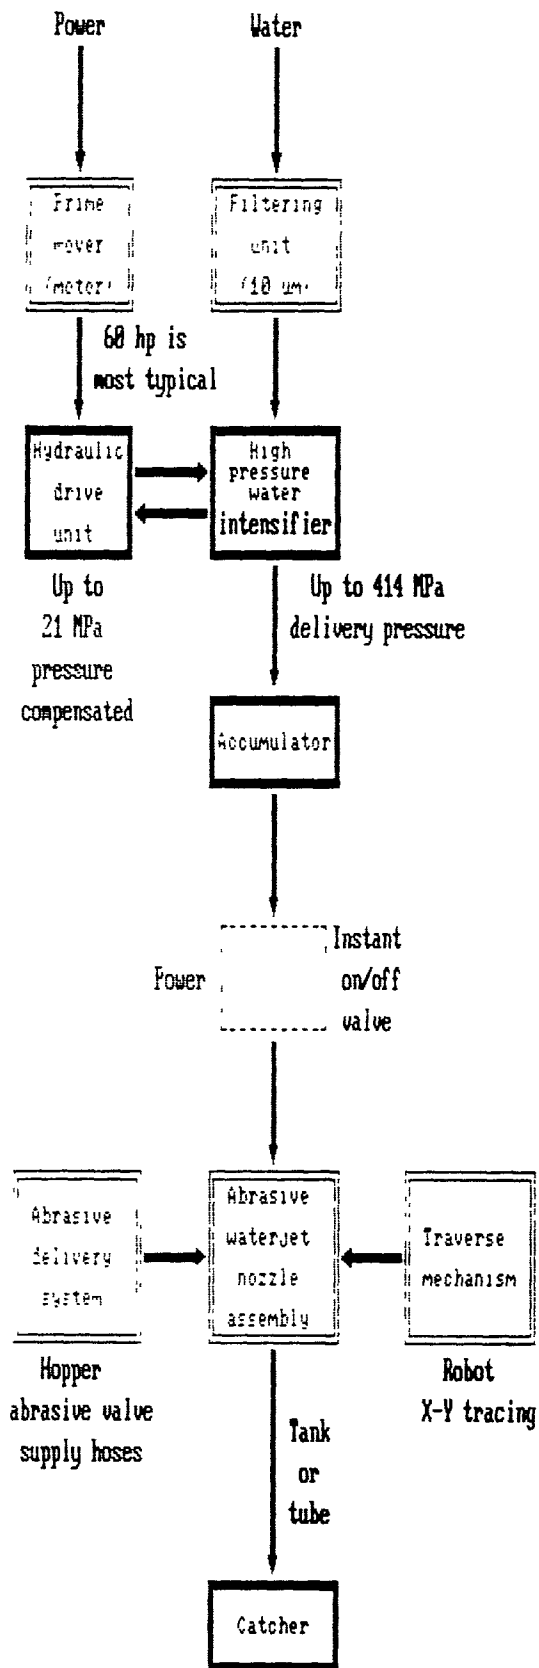 Power
Water
Prime
mover
(motor)
Filtering
unit
(10 um)
60 hp is
most typical
Hydraulic
drive
unit
High
pressure
water
intensifier
Up to
21 MPa
pressure
compensated
Up to 414 MPa
delivery pressure
Accumulator
Power
Instant
on/off
valve
Abrasive
delivery
system
Abrasive
waterjet
nozzle
assembly
Traverse
mechanism
Hopper
abrasive valve
supply hoses
Robot
X-Y tracing
Tank
or
tube
Catcher